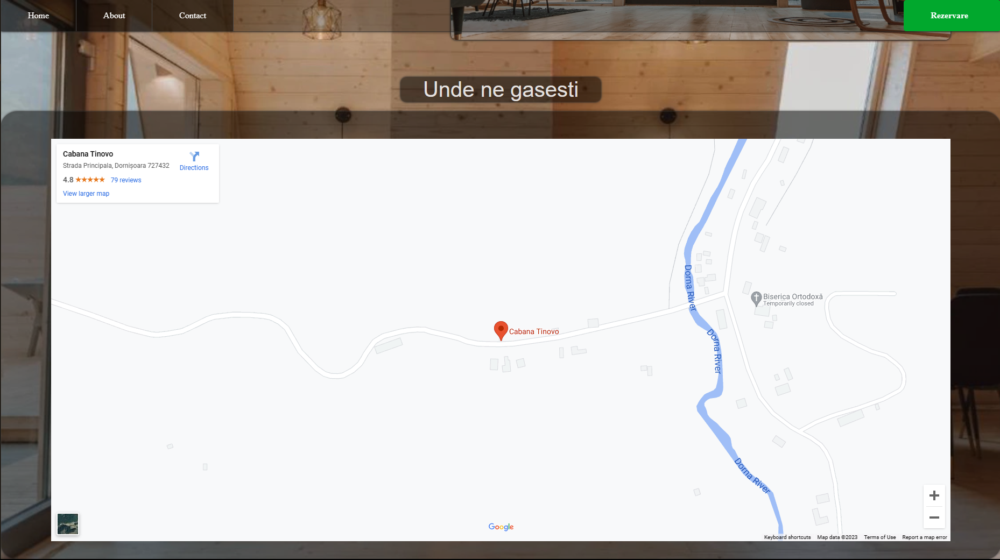 Home
About
Contact
Rezervare
Unde ne gasesti
Cabana Tinovo
Strada Principala, Dornișoara 727432
Directions
4.8
79 reviews
View larger map
Dorna River
Biserica Ortodoxă
Temporarily closed
Cabana Tinovo
Dorna River
Dorna River
Google
Keyboard shortcuts
Map data ©2023
Terms of Use
Report a map error